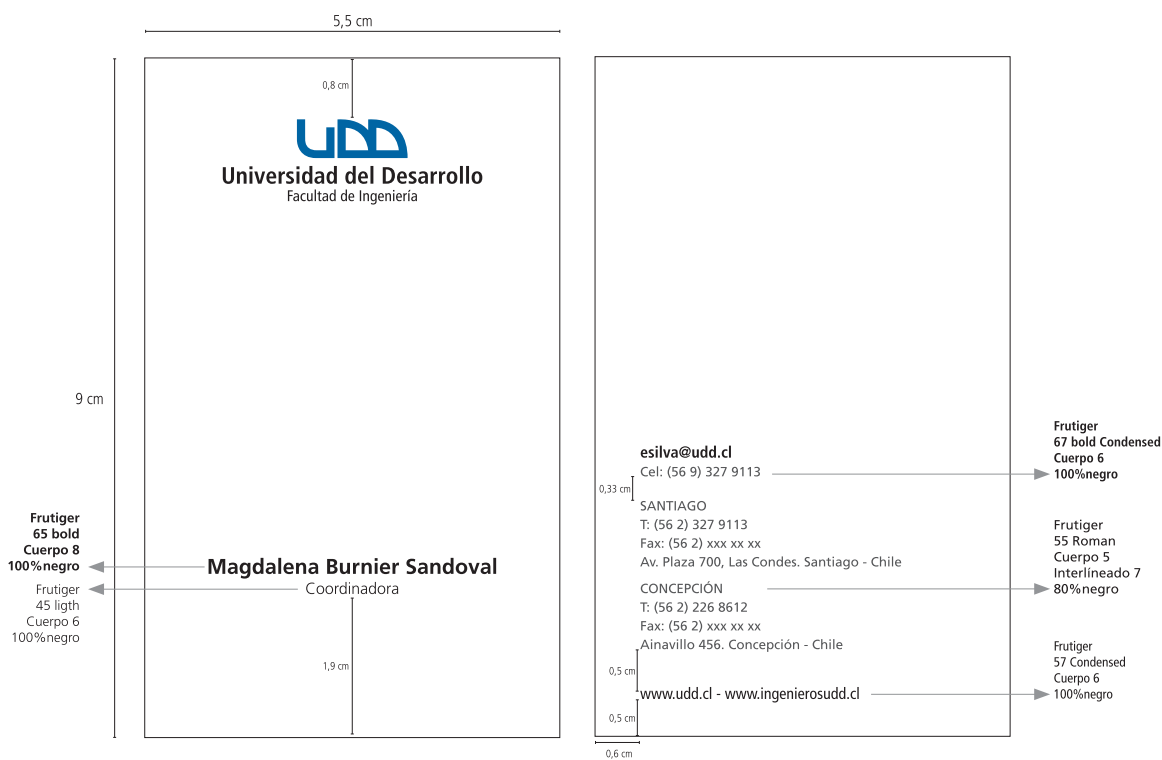 5,5 cm
0,8 cm
UDD
Universidad del Desarrollo
Facultad de Ingeniería
9 cm
Frutiger
65 bold
Cuerpo 8
100%negro
Frutiger
45 ligth
Cuerpo 6
100%negro
Magdalena Burnier Sandoval
Coordinadora
1,9 cm
esilva@udd.cl
Cel: (56 9) 327 9113
0,33 cm
SANTIAGO
T: (56 2) 327 9113
Fax: (56 2) xxx xx xx
Av. Plaza 700, Las Condes. Santiago - Chile
CONCEPCIÓN
T: (56 2) 226 8612
Fax: (56 2) xxx xx xx
Ainavillo 456. Concepción - Chile
0,5 cm
www.udd.cl - www.ingenierosudd.cl
0,5 cm
0,6 cm
Frutiger
67 bold Condensed
Cuerpo 6
100%negro
Frutiger
55 Roman
Cuerpo 5
Interlíneado 7
80%negro
Frutiger
57 Condensed
Cuerpo 6
100%negro